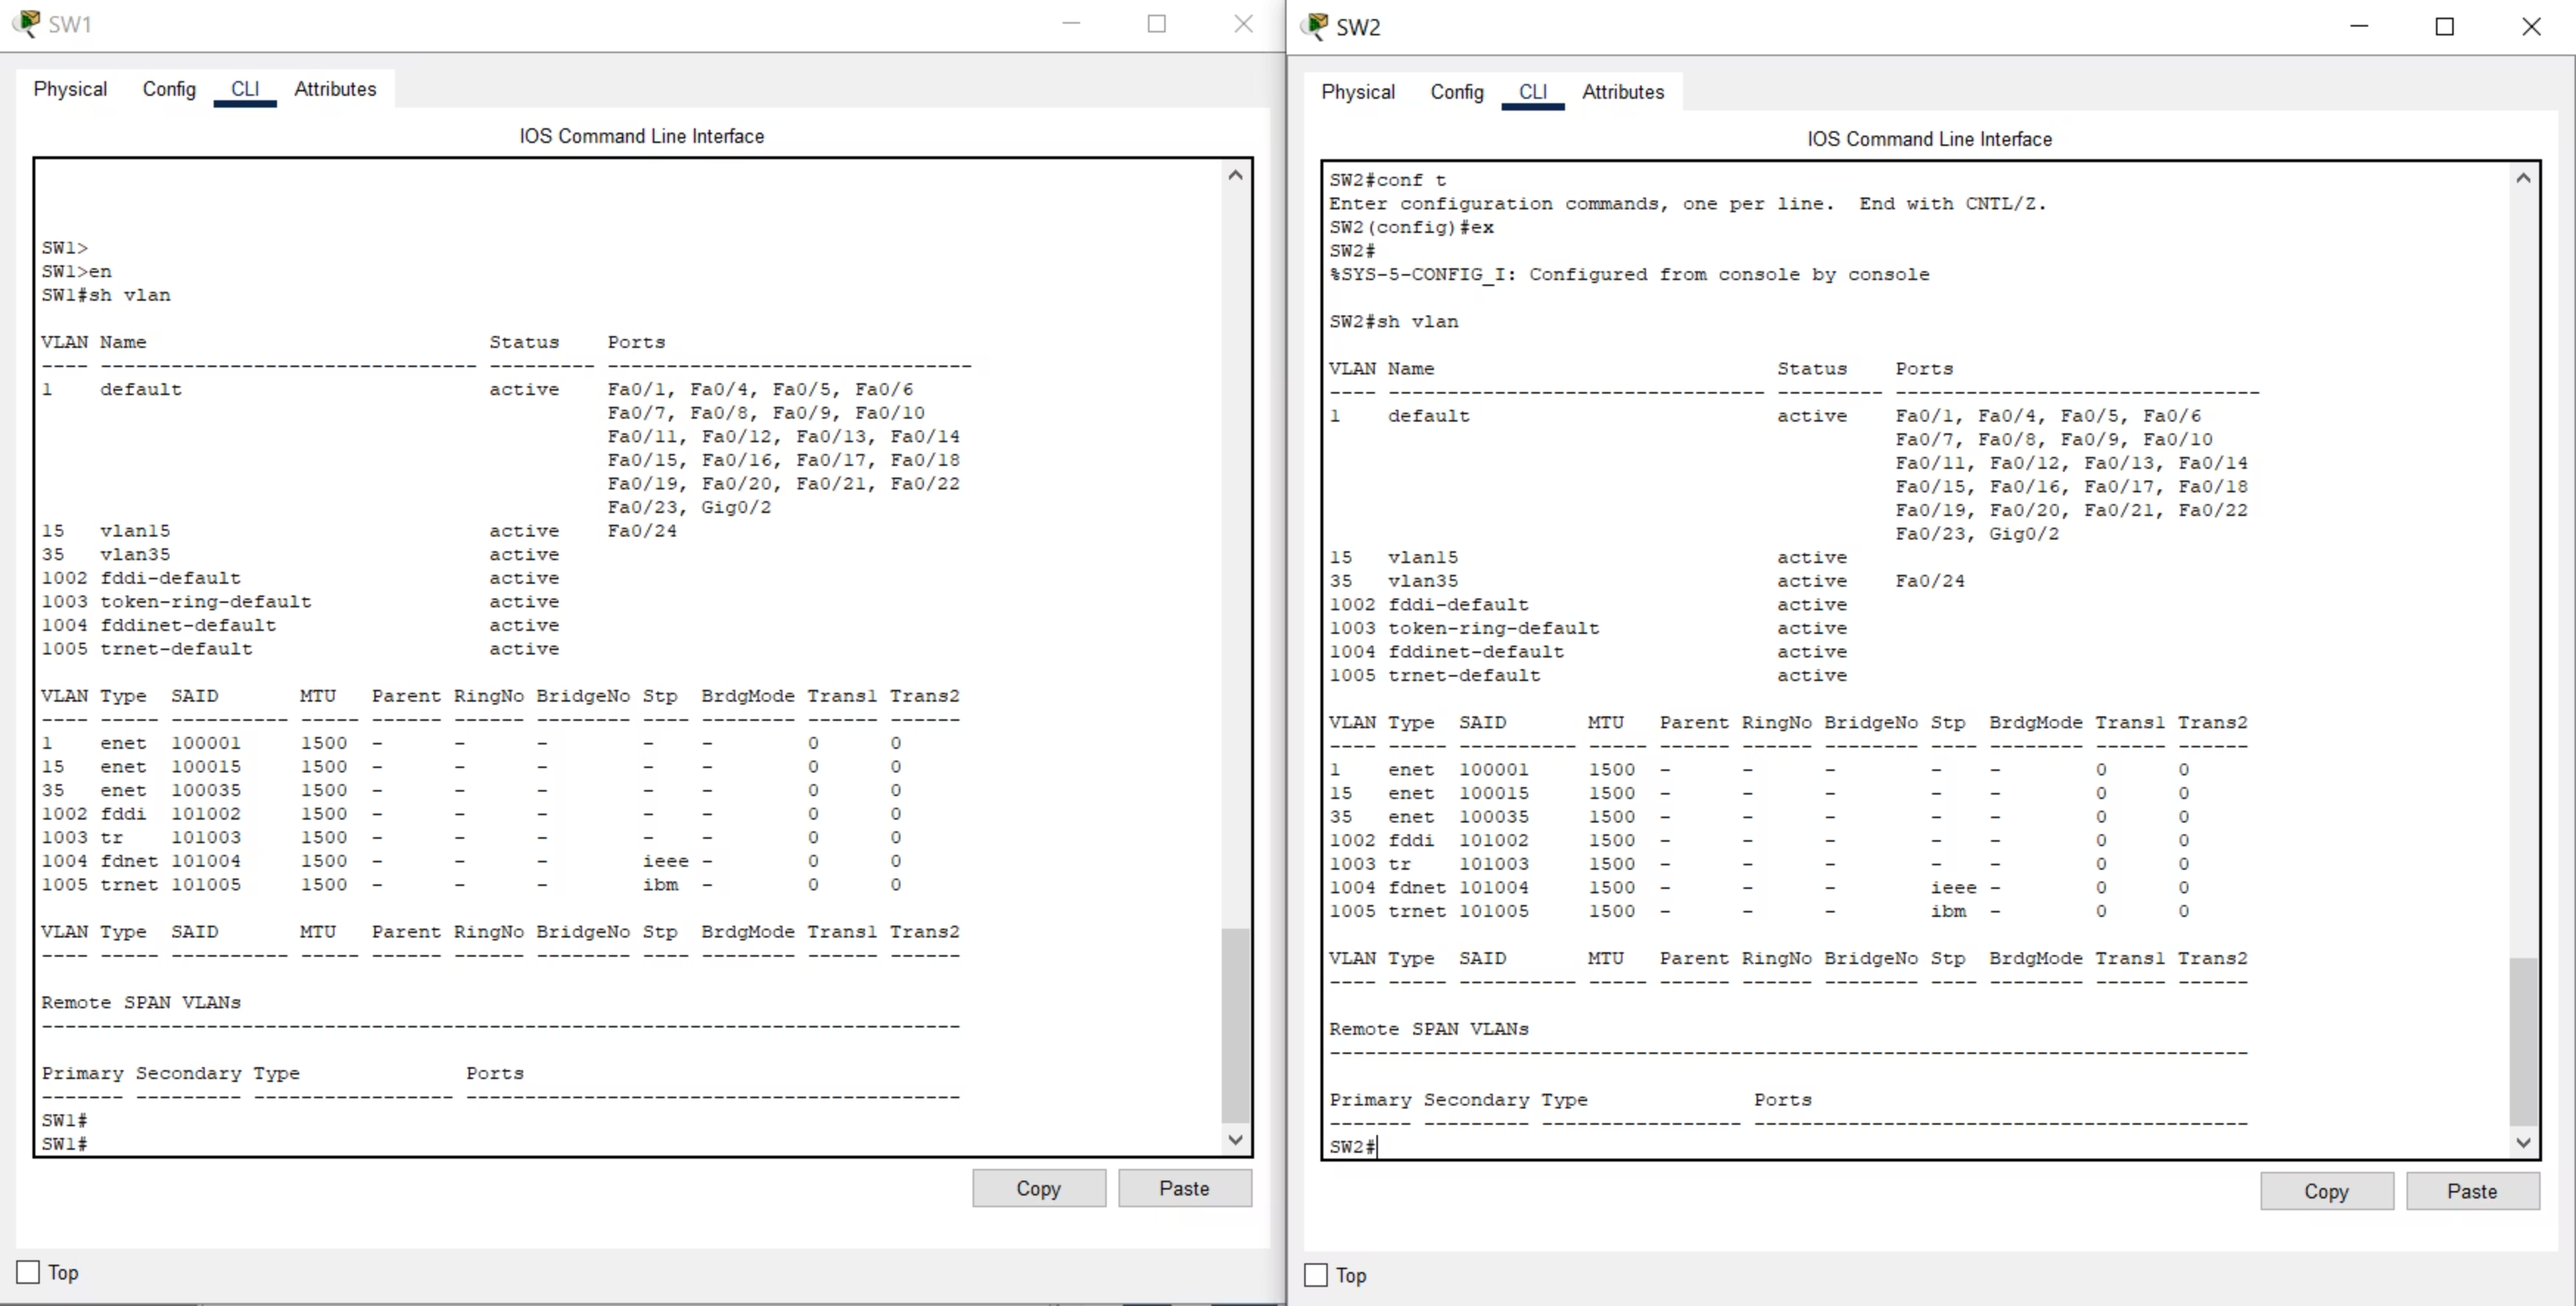 SW1
Physical Config CLI Attributes
IOS Command Line Interface
SW1>
SW1>en
SW1#sh vlan
VLAN Name                             Status    Ports
---- -------------------------------- --------- -------------------------------
1    default                          active    Fa0/1, Fa0/4, Fa0/5, Fa0/6
                                                Fa0/7, Fa0/8, Fa0/9, Fa0/10
                                                Fa0/11, Fa0/12, Fa0/13, Fa0/14
                                                Fa0/15, Fa0/16, Fa0/17, Fa0/18
                                                Fa0/19, Fa0/20, Fa0/21, Fa0/22
                                                Fa0/23, Gig0/2
15   vlan15                           active    Fa0/24
35   vlan35                           active
1002 fddi-default                     active
1003 token-ring-default               active
1004 fddinet-default                  active
1005 trnet-default                    active
VLAN Type  SAID       MTU   Parent RingNo BridgeNo Stp  BrdgMode Trans1 Trans2
---- ----- ---------- ----- ------ ------ -------- ---- -------- ------ ------
1    enet  100001     1500  -      -      -        -    -        0      0
15   enet  100015     1500  -      -      -        -    -        0      0
35   enet  100035     1500  -      -      -        -    -        0      0
1002 fddi  101002     1500  -      -      -        -    -        0      0
1003 tr    101003     1500  -      -      -        -    -        0      0
1004 fdnet 101004     1500  -      -      -        ieee -        0      0
1005 trnet 101005     1500  -      -      -        ibm  -        0      0
VLAN Type  SAID       MTU   Parent RingNo BridgeNo Stp  BrdgMode Trans1 Trans2
---- ----- ---------- ----- ------ ------ -------- ---- -------- ------ ------
Remote SPAN VLANs
------------------------------------------------------------------------------
Primary Secondary Type              Ports
------- --------- ----------------- ------------------------------------------
SW1#
SW1#
Copy Paste
Top
SW2
Physical Config CLI Attributes
IOS Command Line Interface
SW2#conf t
Enter configuration commands, one per line.  End with CNTL/Z.
SW2(config)#ex
SW2#
%SYS-5-CONFIG_I: Configured from console by console
SW2#sh vlan
VLAN Name                             Status    Ports
---- -------------------------------- --------- -------------------------------
1    default                          active    Fa0/1, Fa0/4, Fa0/5, Fa0/6
                                                Fa0/7, Fa0/8, Fa0/9, Fa0/10
                                                Fa0/11, Fa0/12, Fa0/13, Fa0/14
                                                Fa0/15, Fa0/16, Fa0/17, Fa0/18
                                                Fa0/19, Fa0/20, Fa0/21, Fa0/22
                                                Fa0/23, Gig0/2
15   vlan15                           active
35   vlan35                           active    Fa0/24
1002 fddi-default                     active
1003 token-ring-default               active
1004 fddinet-default                  active
1005 trnet-default                    active
VLAN Type  SAID       MTU   Parent RingNo BridgeNo Stp  BrdgMode Trans1 Trans2
---- ----- ---------- ----- ------ ------ -------- ---- -------- ------ ------
1    enet  100001     1500  -      -      -        -    -        0      0
15   enet  100015     1500  -      -      -        -    -        0      0
35   enet  100035     1500  -      -      -        -    -        0      0
1002 fddi  101002     1500  -      -      -        -    -        0      0
1003 tr    101003     1500  -      -      -        -    -        0      0
1004 fdnet 101004     1500  -      -      -        ieee -        0      0
1005 trnet 101005     1500  -      -      -        ibm  -        0      0
VLAN Type  SAID       MTU   Parent RingNo BridgeNo Stp  BrdgMode Trans1 Trans2
---- ----- ---------- ----- ------ ------ -------- ---- -------- ------ ------
Remote SPAN VLANs
------------------------------------------------------------------------------
Primary Secondary Type              Ports
------- --------- ----------------- ------------------------------------------
SW2#
Copy Paste
Top